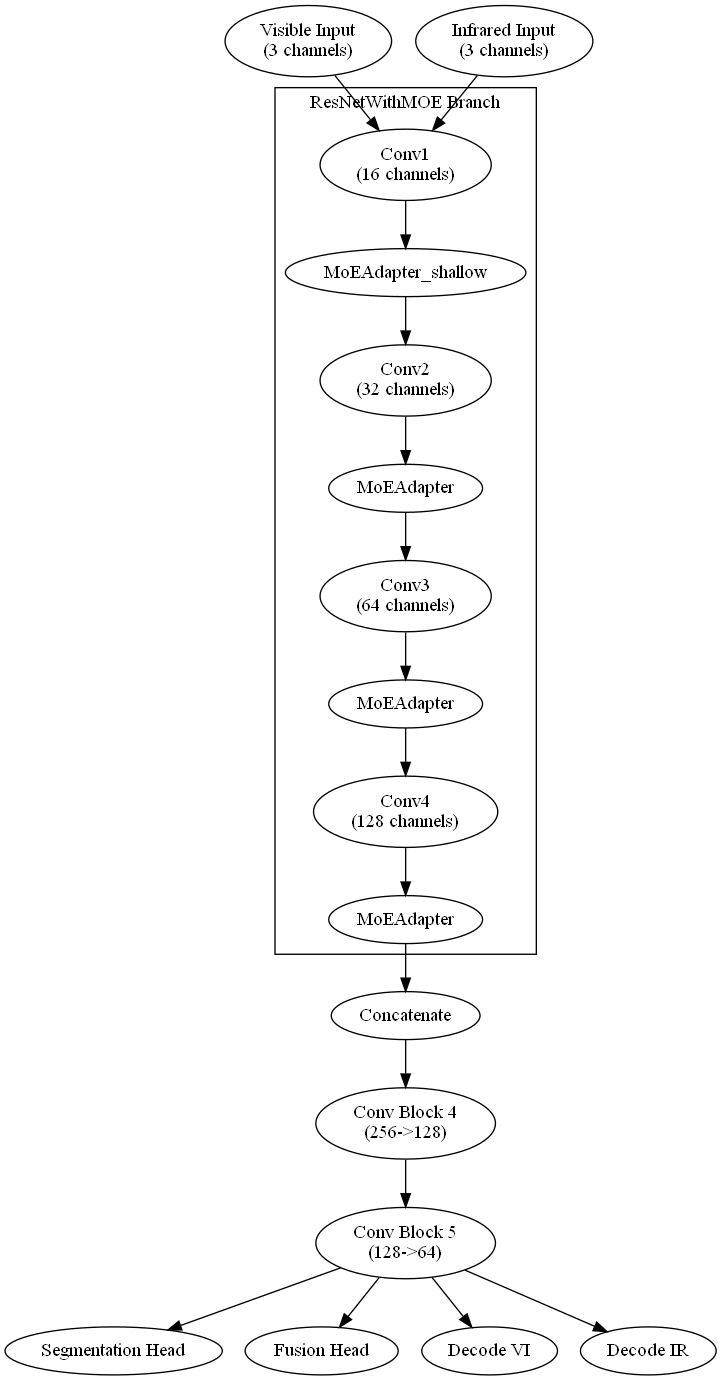 Visible Input
(3 channels)
Infrared Input
(3 channels)
ResNetWithMOE Branch
Conv1
(16 channels)
MoEAdapter_shallow
Conv2
(32 channels)
MoEAdapter
Conv3
(64 channels)
MoEAdapter
Conv4
(128 channels)
MoEAdapter
Concatenate
Conv Block 4
(256->128)
Conv Block 5
(128->64)
Segmentation Head
Fusion Head
Decode VI
Decode IR